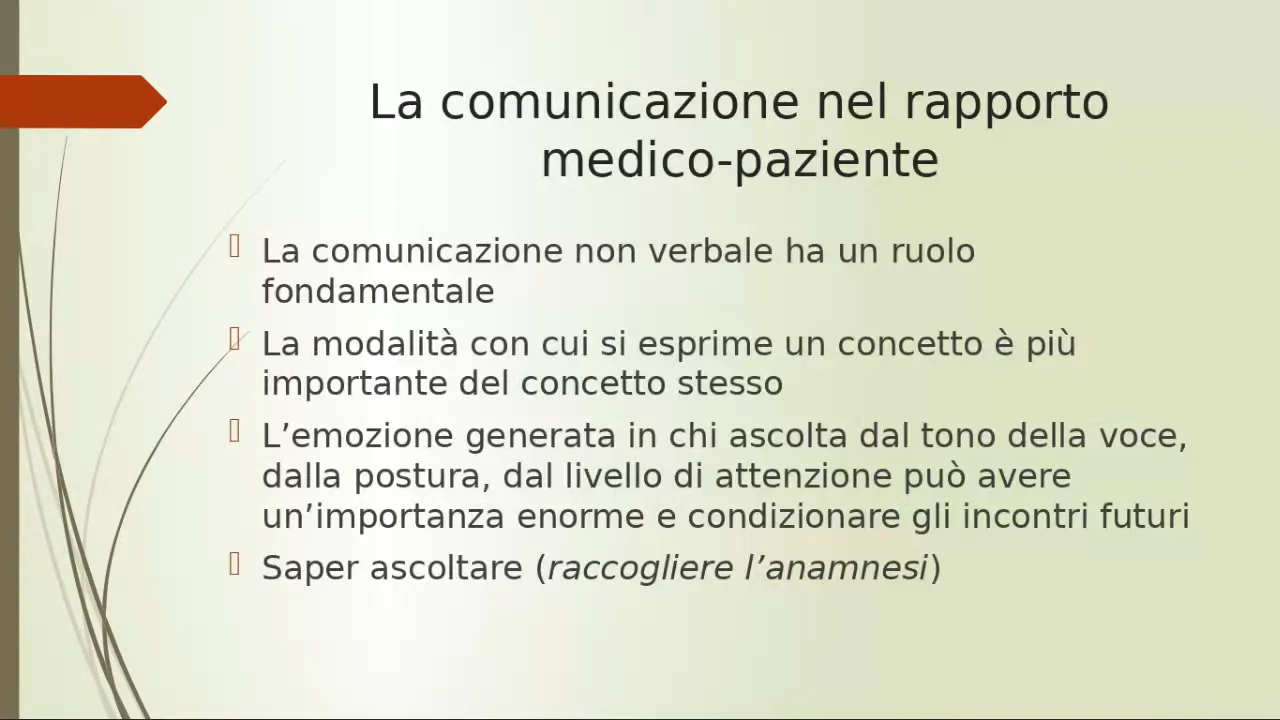 La comunicazione nel rapporto
medico-paziente
La comunicazione non verbale ha un ruolo
fondamentale
La modalità con cui si esprime un concetto è più
importante del concetto stesso
L’emozione generata in chi ascolta dal tono della voce,
dalla postura, dal livello di attenzione può avere
un’importanza enorme e condizionare gli incontri futuri
Saper ascoltare (raccogliere l’anamnesi)